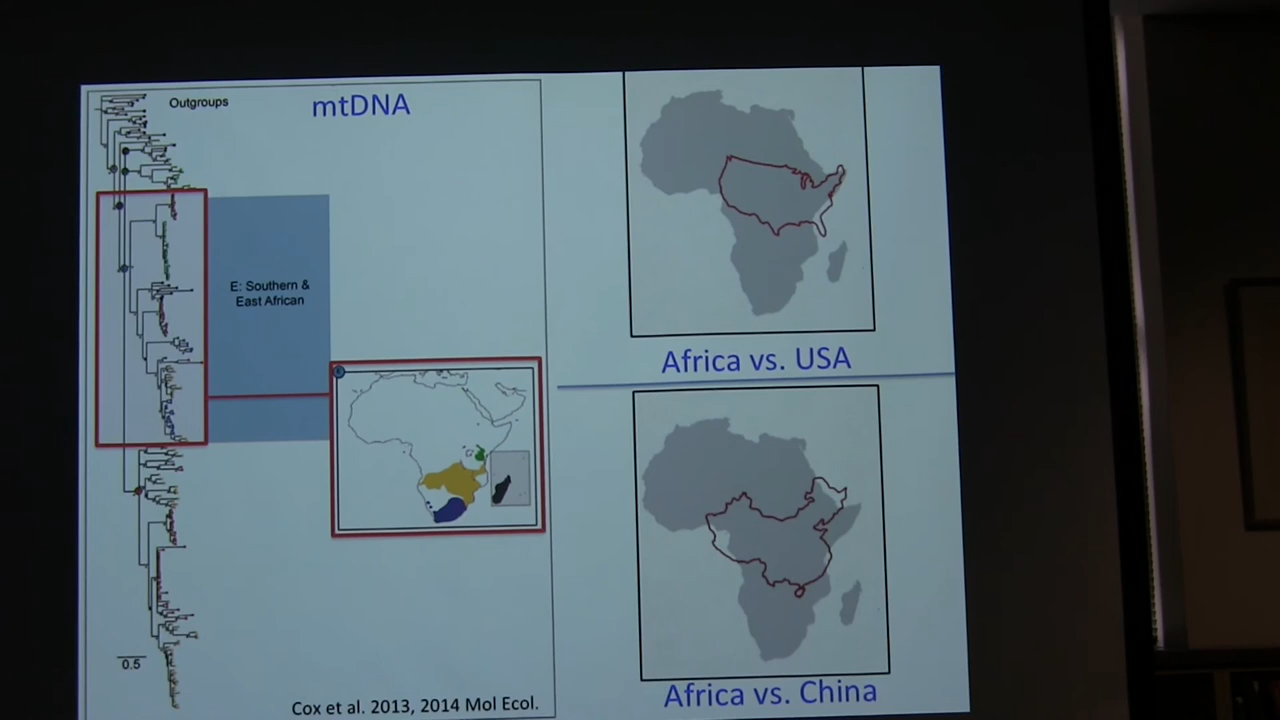 Outgroups
mtDNA
E: Southern &
East African
0.5
Cox et al. 2013, 2014 Mol Ecol.
Africa vs. USA
Africa vs. China